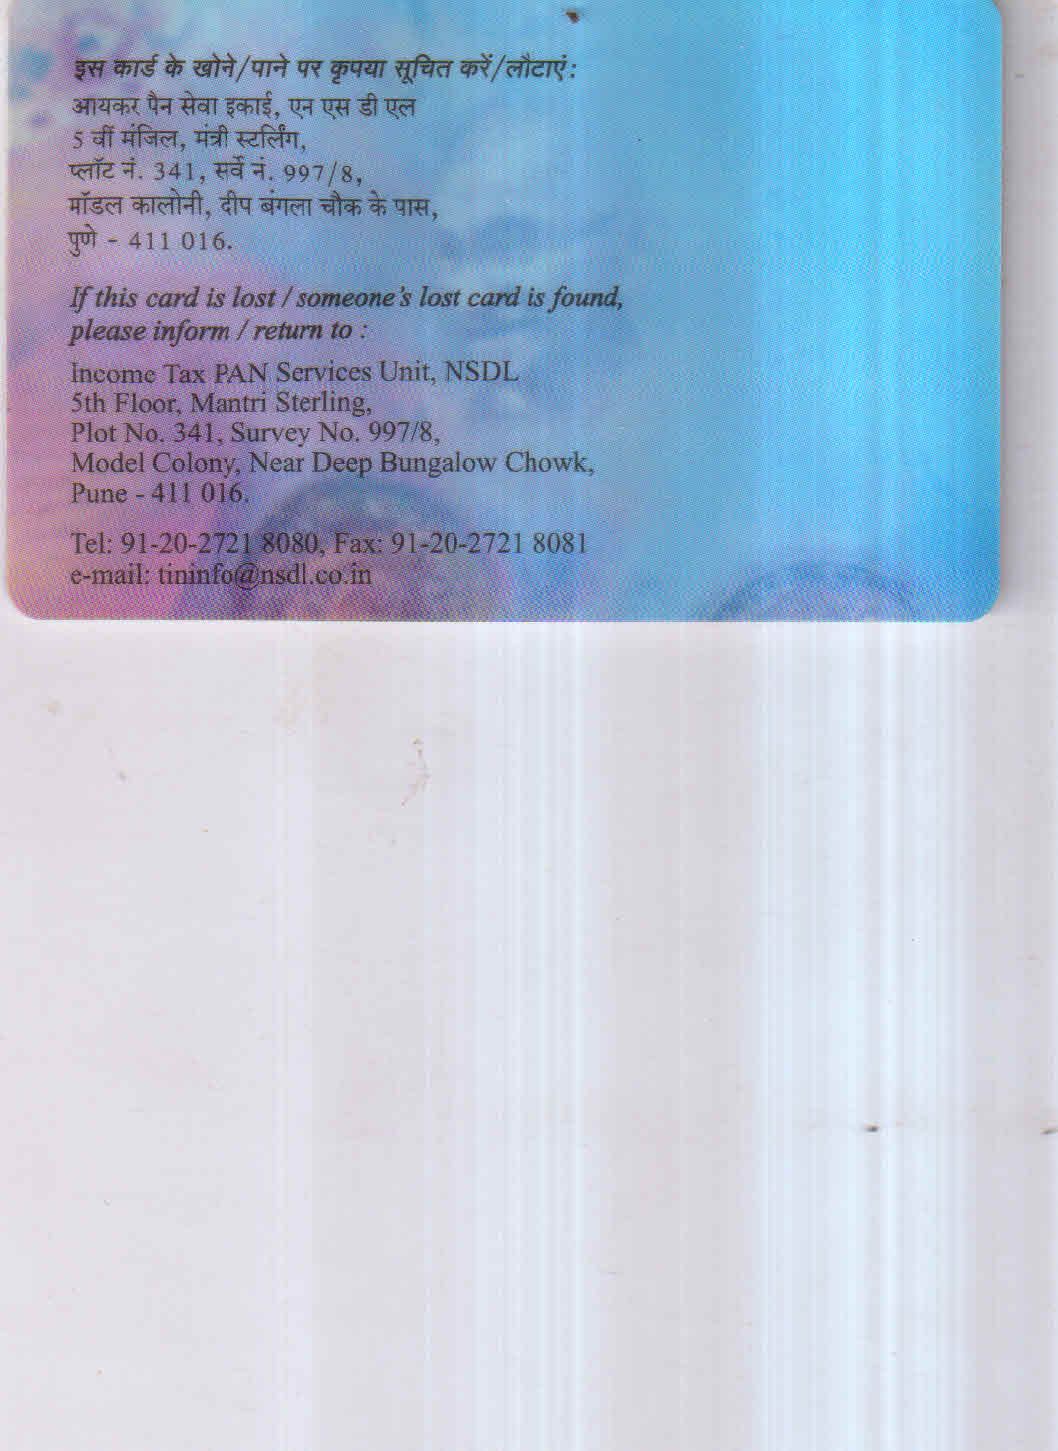 इस कार्ड के खोने/पाने पर कृपया सूचित करें/लौटाएं:
आयकर पैन सेवा इकाई, एन एस डी एल
5 वीं मंजिल, मंत्री स्टर्लिंग,
प्लॉट नं. 341, सर्वे नं. 997/8,
मॉडल कालोनी, दीप बंगला चौक के पास,
पुणे - 411 016.
If this card is lost / someone's lost card is found,
please inform / return to :
Income Tax PAN Services Unit, NSDL
5th Floor, Mantri Sterling,
Plot No. 341, Survey No. 997/8,
Model Colony, Near Deep Bungalow Chowk,
Pune - 411 016.
Tel: 91-20-2721 8080, Fax: 91-20-2721 8081
e-mail: tininfo@nsdl.co.in